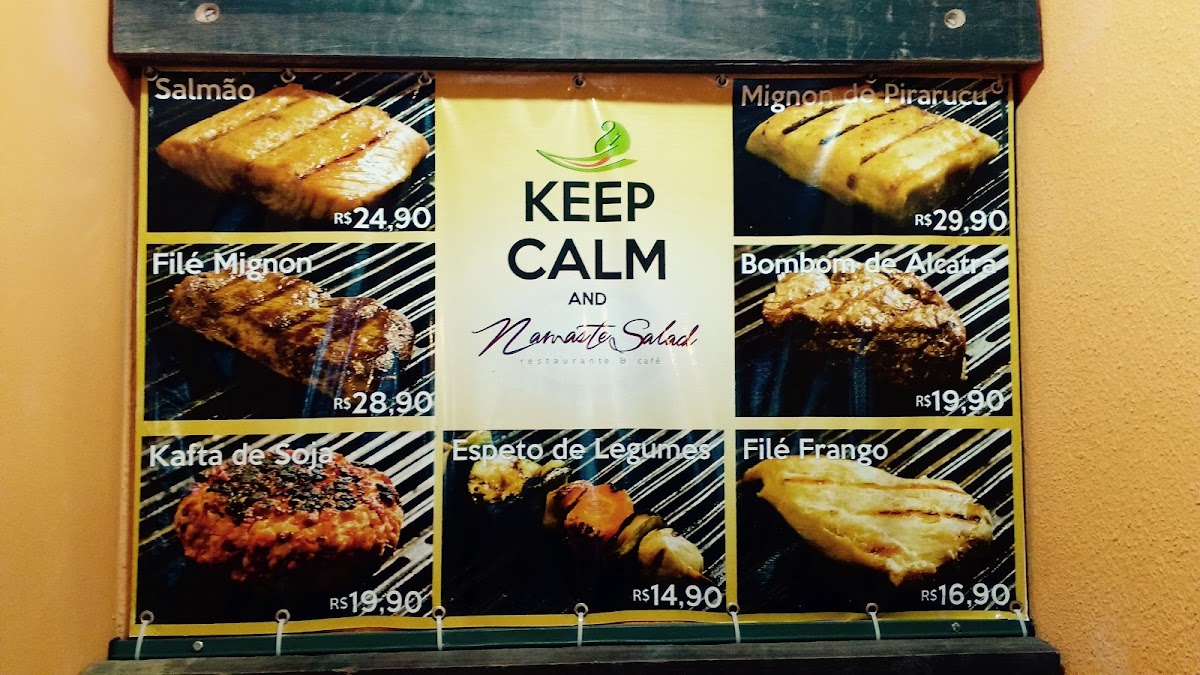 Salmão
R$24,90
KEEP
CALM
AND
Namastê Salad
restaurante & café
Mignon de Pirarucu
R$29,90
Filé Mignon
R$28,90
Bombom de Alcatra
R$19,90
Kafta de Soja
R$19,90
Espeto de Legumes
R$14,90
Filé Frango
R$16,90